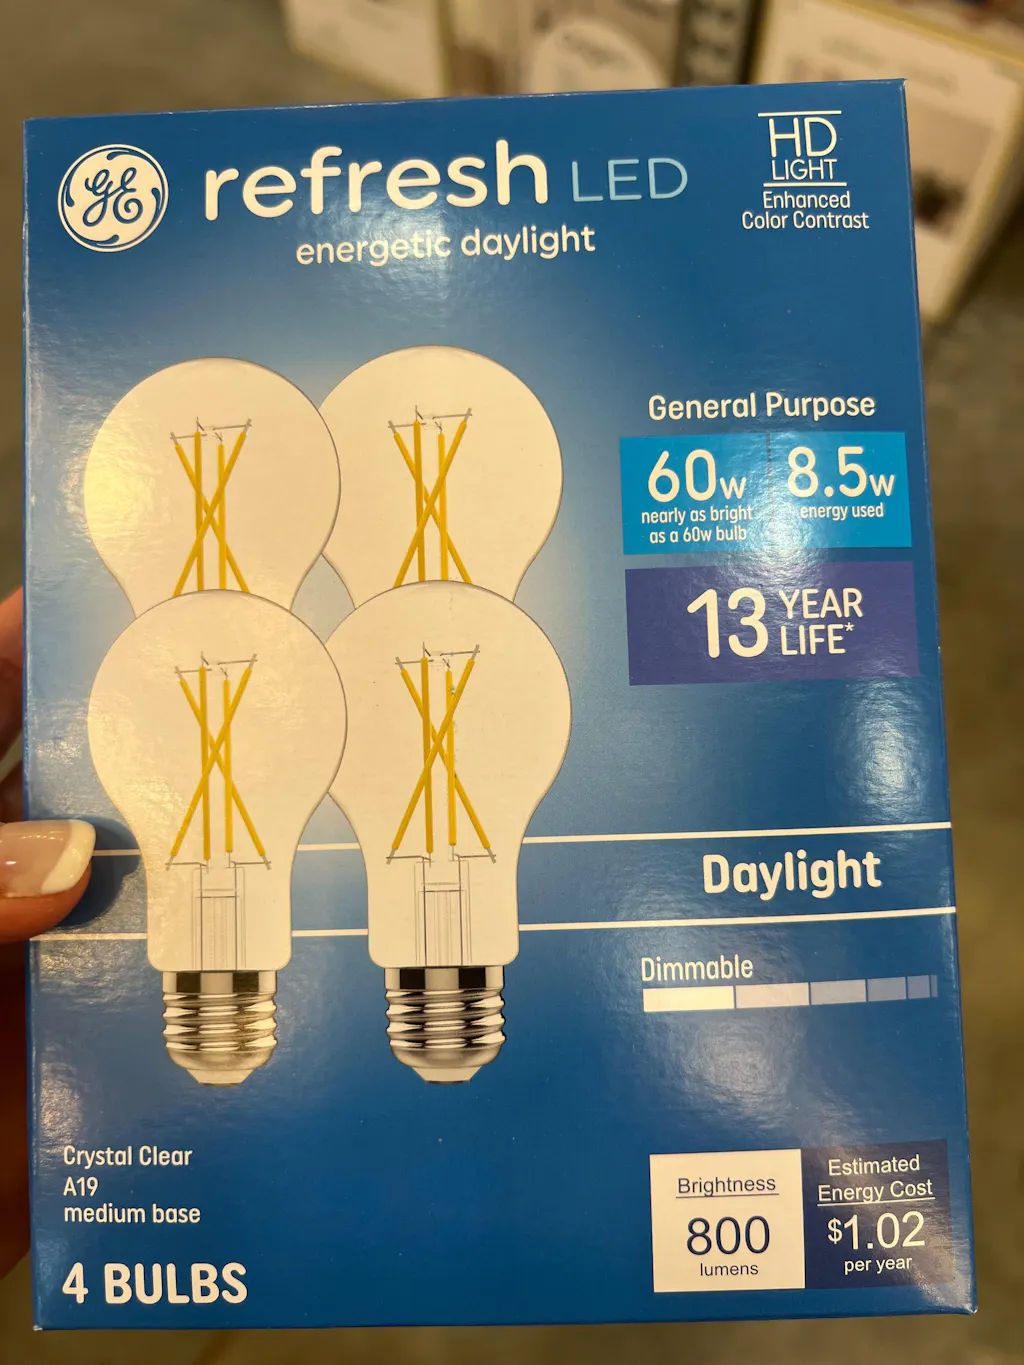 GE
refresh LED
energetic daylight
HD
LIGHT
Enhanced
Color Contrast
General Purpose
60w
nearly as bright
as a 60w bulb
8.5w
energy used
13 YEAR
LIFE*
Daylight
Dimmable
Crystal Clear
A19
medium base
4 BULBS
Brightness
800
lumens
Estimated
Energy Cost
$1.02
per year